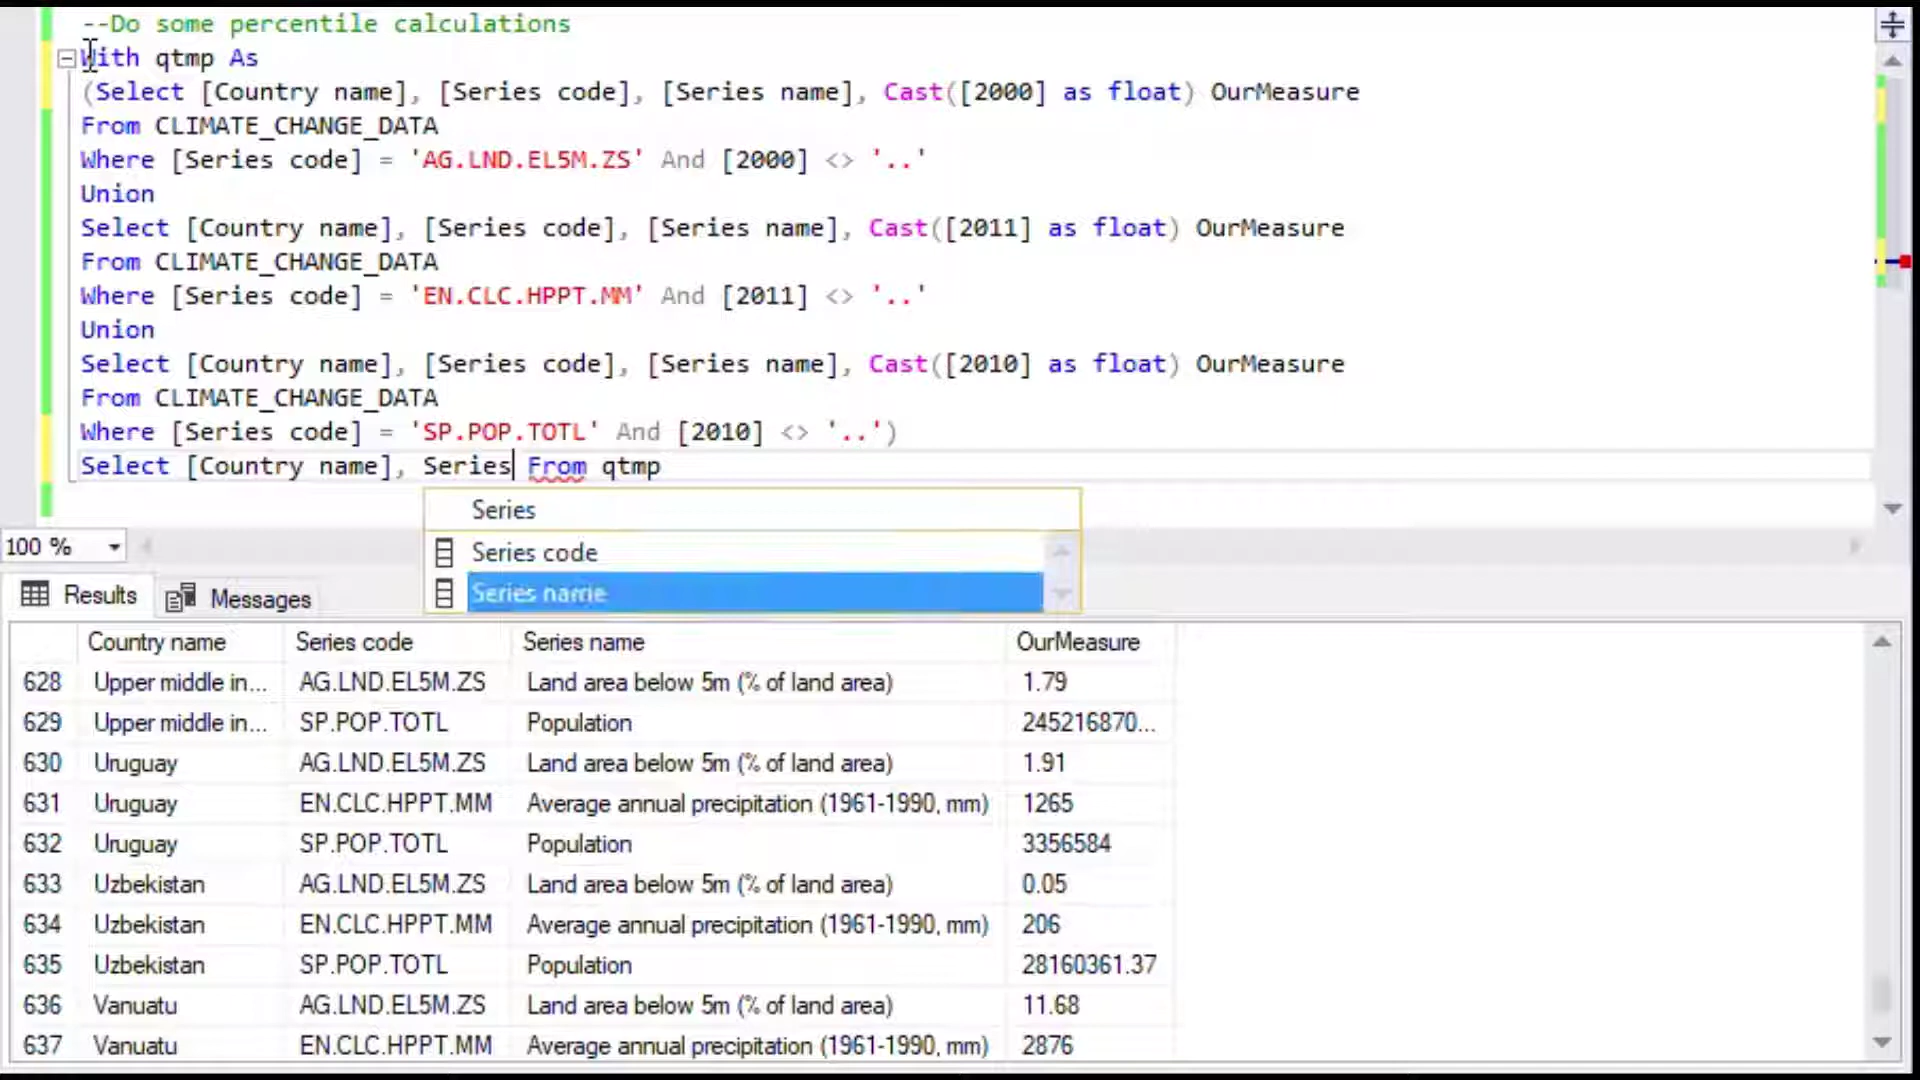 --Do some percentile calculations
With qtmp As
(Select [Country name], [Series code], [Series name], Cast([2000] as float) OurMeasure
From CLIMATE_CHANGE_DATA
Where [Series code] = 'AG.LND.EL5M.ZS' And [2000] <> '..'
Union
Select [Country name], [Series code], [Series name], Cast([2011] as float) OurMeasure
From CLIMATE_CHANGE_DATA
Where [Series code] = 'EN.CLC.HPPT.MM' And [2011] <> '..'
Union
Select [Country name], [Series code], [Series name], Cast([2010] as float) OurMeasure
From CLIMATE_CHANGE_DATA
Where [Series code] = 'SP.POP.TOTL' And [2010] <> '..')
Select [Country name], Series From qtmp
Series
Series code
Series name
100 %
Results Messages
Country name Series code Series name OurMeasure
628 Upper middle in... AG.LND.EL5M.ZS Land area below 5m (% of land area) 1.79
629 Upper middle in... SP.POP.TOTL Population 245216870...
630 Uruguay AG.LND.EL5M.ZS Land area below 5m (% of land area) 1.91
631 Uruguay EN.CLC.HPPT.MM Average annual precipitation (1961-1990, mm) 1265
632 Uruguay SP.POP.TOTL Population 3356584
633 Uzbekistan AG.LND.EL5M.ZS Land area below 5m (% of land area) 0.05
634 Uzbekistan EN.CLC.HPPT.MM Average annual precipitation (1961-1990, mm) 206
635 Uzbekistan SP.POP.TOTL Population 28160361.37
636 Vanuatu AG.LND.EL5M.ZS Land area below 5m (% of land area) 11.68
637 Vanuatu EN.CLC.HPPT.MM Average annual precipitation (1961-1990, mm) 2876